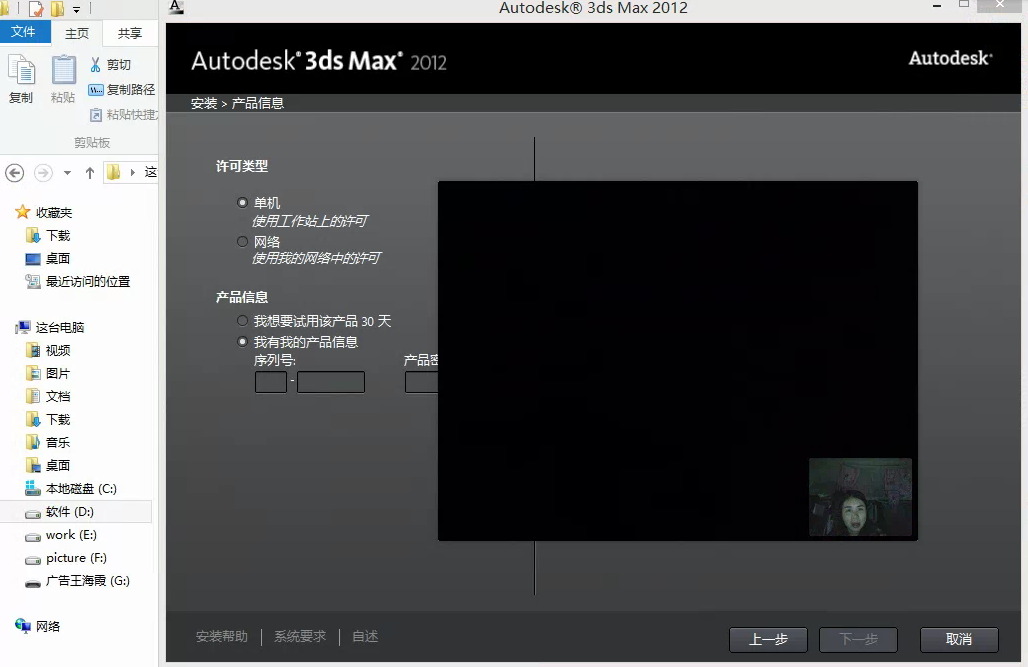 Autodesk® 3ds Max 2012
文件
主页
共享
复制
粘贴
剪切
复制路径
粘贴快捷
剪贴板
这
收藏夹
下载
桌面
最近访问的位置
这台电脑
视频
图片
文档
下载
音乐
桌面
本地磁盘 (C:)
软件 (D:)
work (E:)
picture (F:)
广告王海霞 (G:)
网络
Autodesk® 3ds Max® 2012
Autodesk®
安装 > 产品信息
许可类型
单机
使用工作站上的许可
网络
使用我的网络中的许可
产品信息
我想要试用该产品 30 天
我有我的产品信息
序列号:
产品密
-
安装帮助
系统要求
自述
上一步
下一步
取消